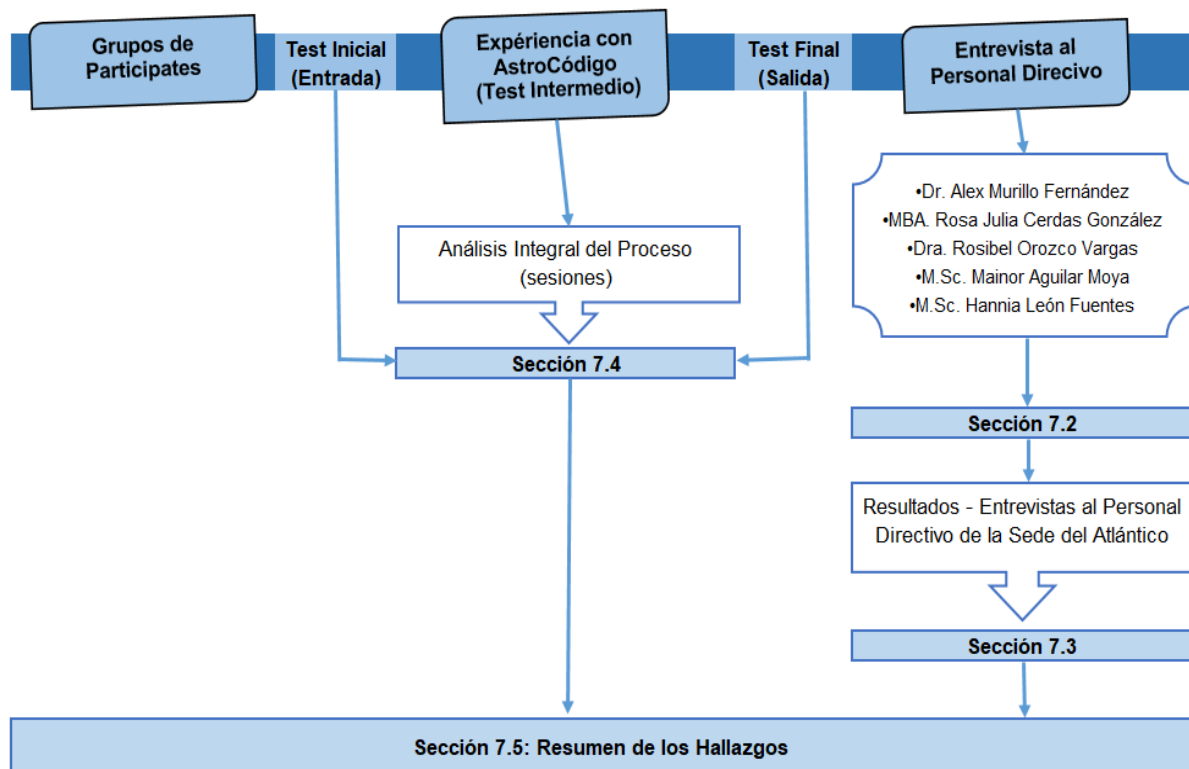 Grupos de
Participates
Test Inicial
(Entrada)
Expériencia con
AstroCódigo
(Test Intermedio)
Test Final
(Salida)
Entrevista al
Personal Direcivo
•Dr. Alex Murillo Fernández
•MBA. Rosa Julia Cerdas González
•Dra. Rosibel Orozco Vargas
•M.Sc. Mainor Aguilar Moya
•M.Sc. Hannia León Fuentes
Análisis Integral del Proceso
(sesiones)
Sección 7.4
Sección 7.2
Resultados - Entrevistas al Personal
Directivo de la Sede del Atlántico
Sección 7.3
Sección 7.5: Resumen de los Hallazgos